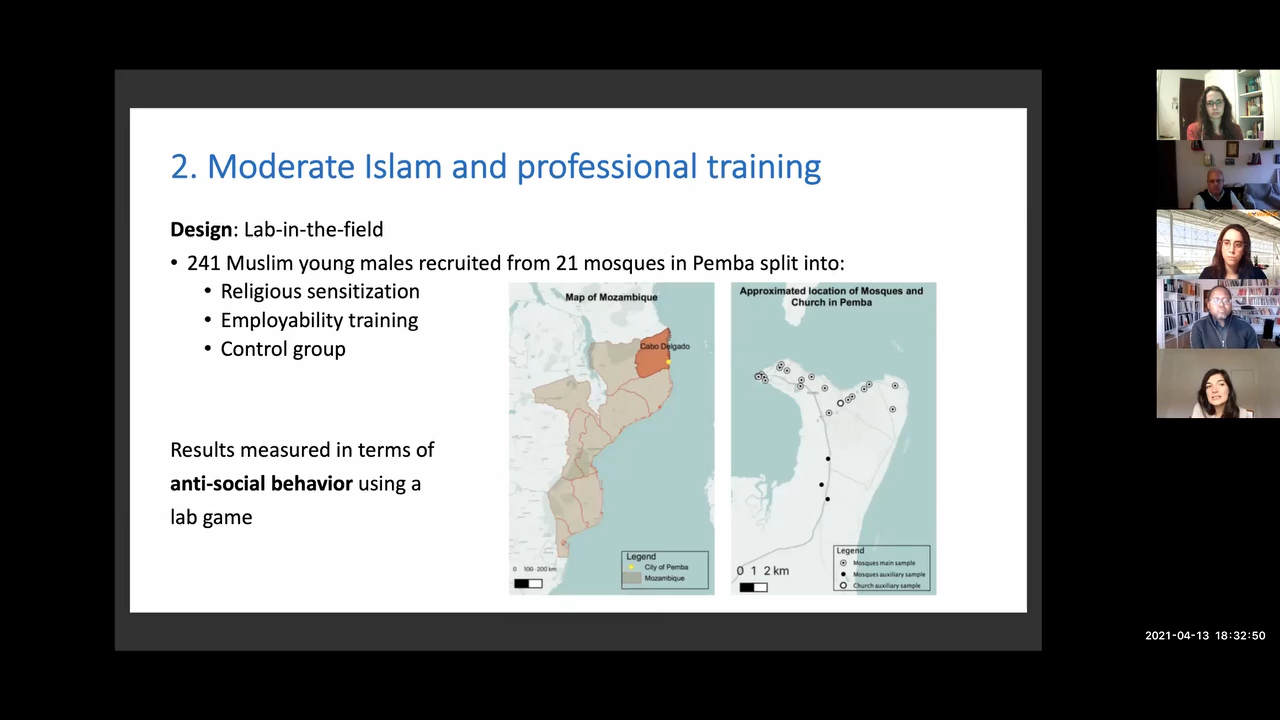 2. Moderate Islam and professional training
Design: Lab-in-the-field
• 241 Muslim young males recruited from 21 mosques in Pemba split into:
• Religious sensitization
• Employability training
• Control group
Results measured in terms of
anti-social behavior using a
lab game
Map of Mozambique
Cabo Delgado
Legend
City of Pemba
Mozambique
0 100 200 km
Approximated location of Mosques and
Church in Pemba
0 1 2 km
Legend
Mosques main sample
Mosques auxiliary sample
Church auxiliary sample
2021-04-13 18:32:50